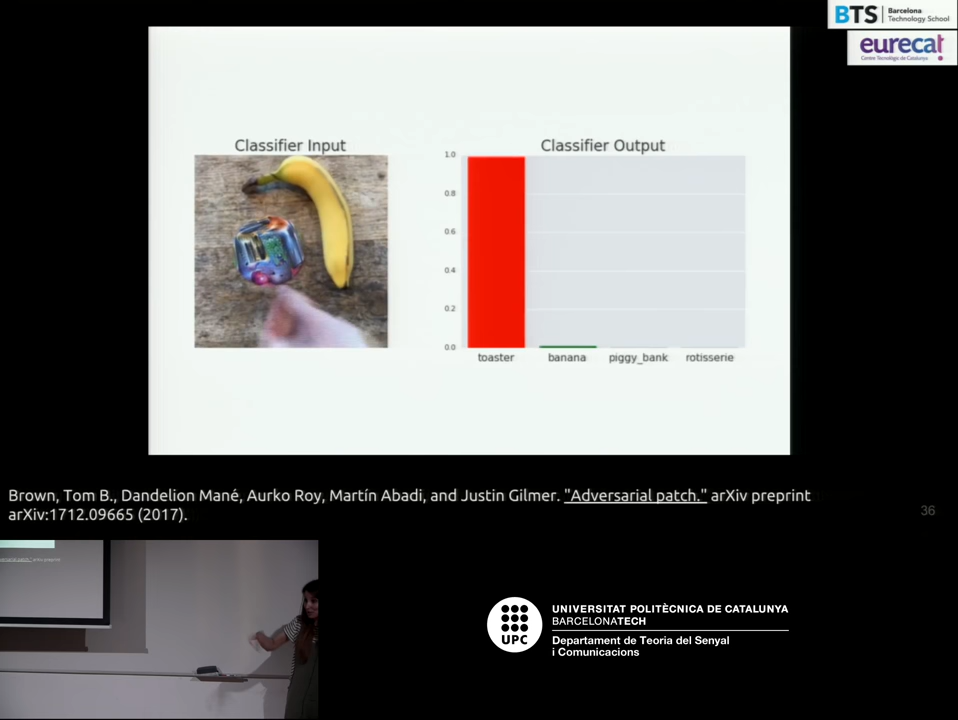 BTS
Barcelona
Technology School
eurecat
Centre Tecnològic de Catalunya
Classifier Input
Classifier Output
1.0
0.8
0.6
0.4
0.2
0.0
toaster banana piggy_bank rotisserie
Brown, Tom B., Dandelion Mané, Aurko Roy, Martín Abadi, and Justin Gilmer. "Adversarial patch." arXiv preprint
arXiv:1712.09665 (2017).
36
UPC
UNIVERSITAT POLITÈCNICA DE CATALUNYA
BARCELONATECH
Departament de Teoria del Senyal
i Comunicacions